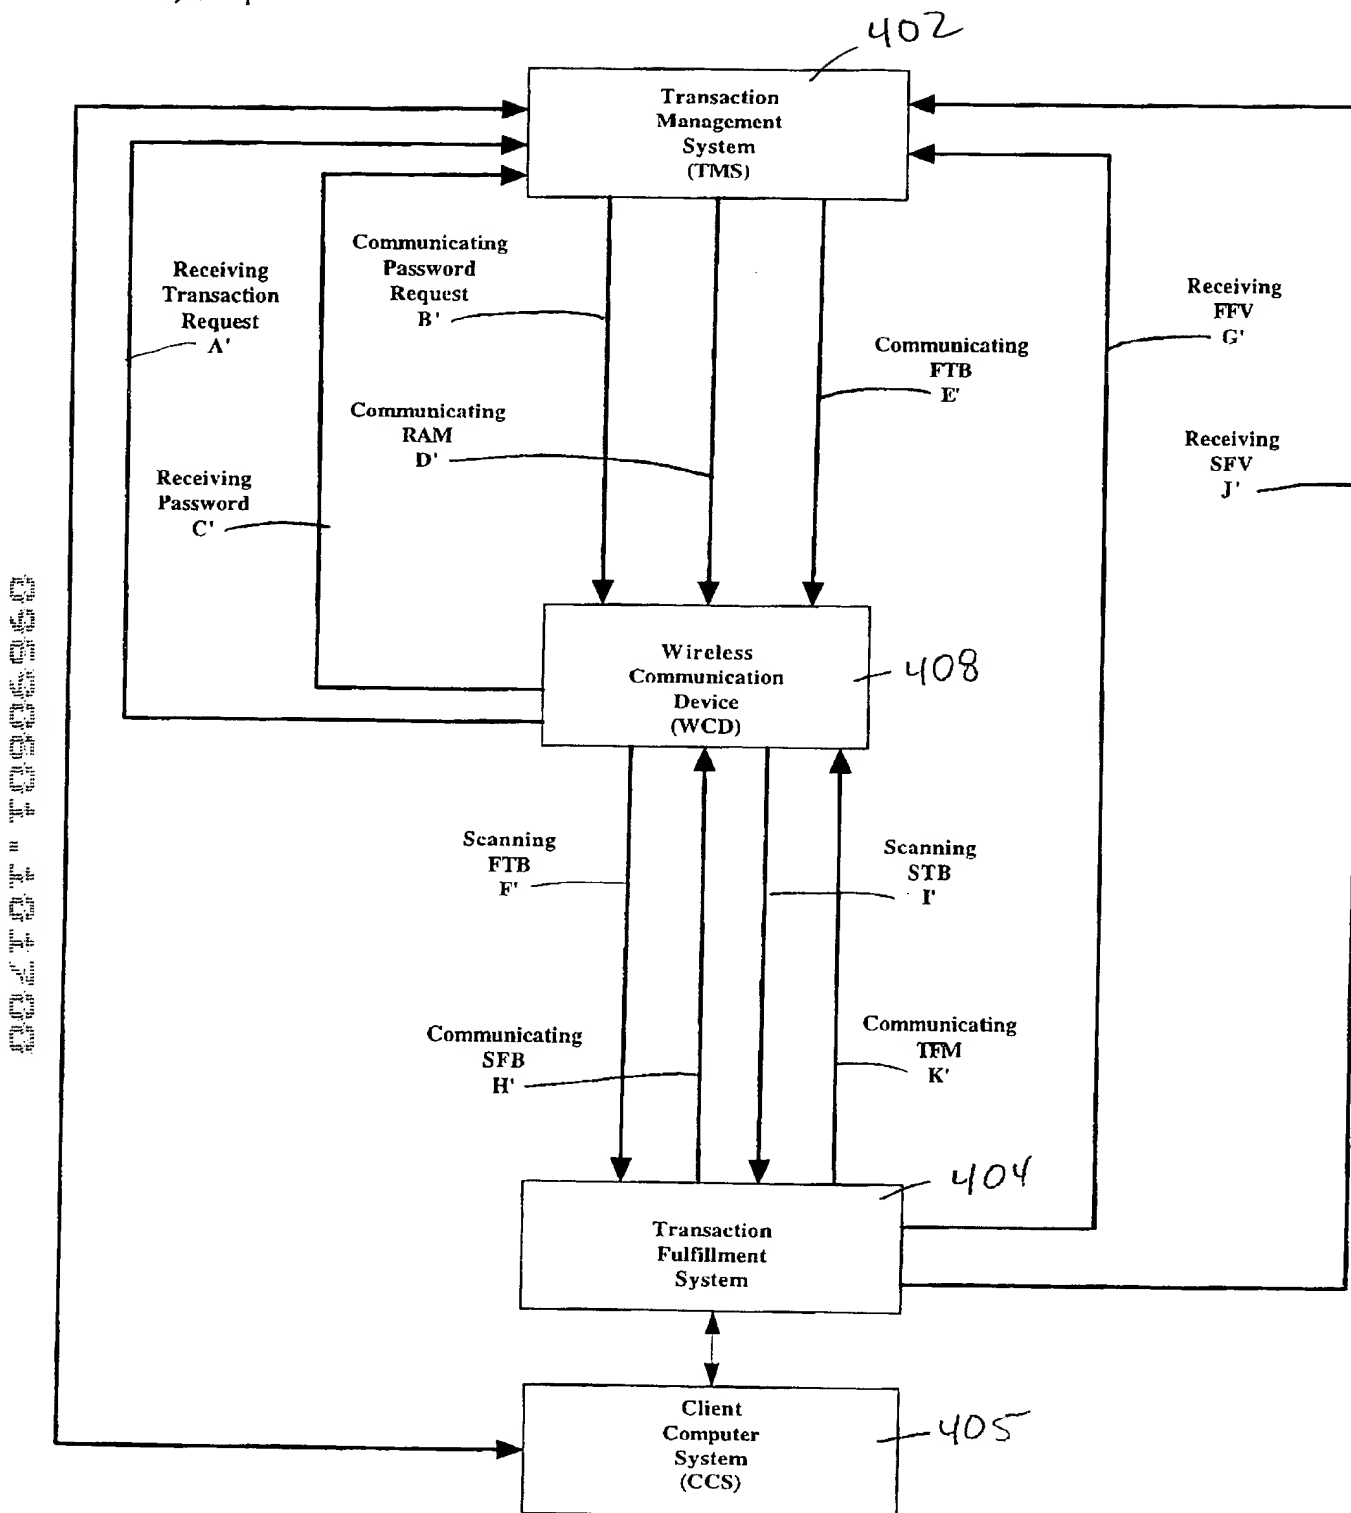 402
Transaction
Management
System
(TMS)
Receiving
Transaction
Request
A'
Communicating
Password
Request
B'
Receiving
FFV
G'
Communicating
FTB
E'
Communicating
RAM
D'
Receiving
SFV
J'
Receiving
Password
C'
Wireless
Communication
Device
(WCD)
408
Scanning
FTB
F'
Scanning
STB
I'
Communicating
SFB
H'
Communicating
TFM
K'
404
Transaction
Fulfillment
System
Client
Computer
System
(CCS)
405